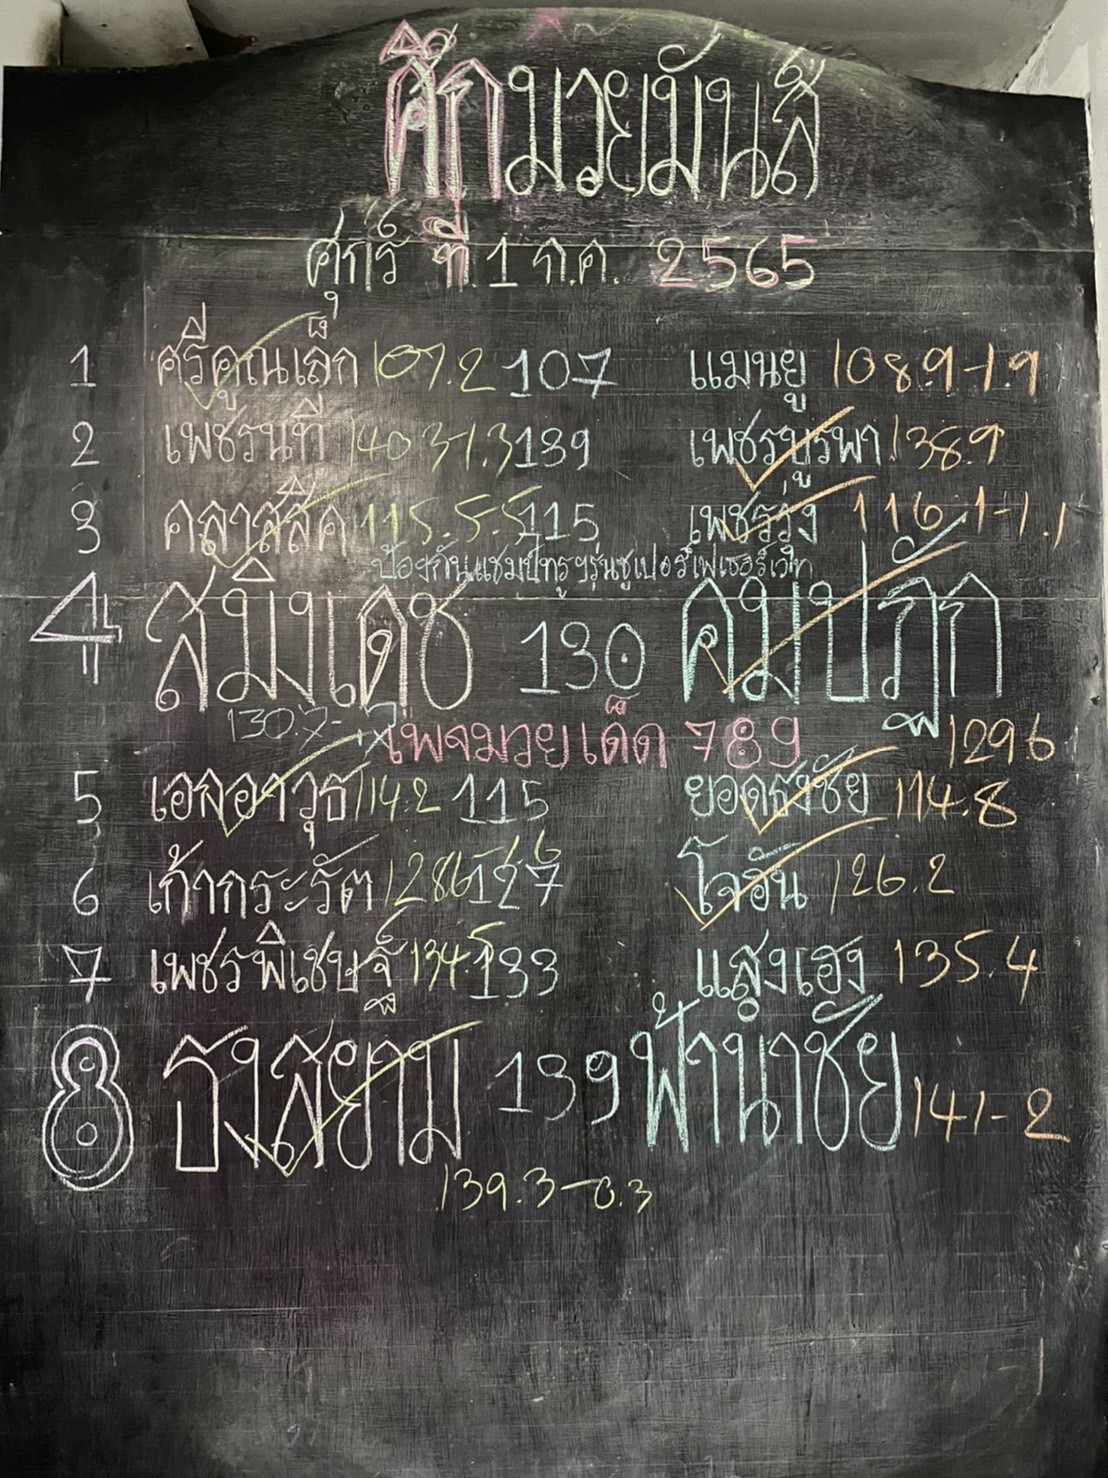 ศึกมวยมันส์
ศุกร์ ที่ 1 ก.ค. 2565
1 ศรีคูณเล็ก 107.2 107 แมนยู 108.9-1.9
2 เพชรนที 140.3-1.3 139 เพชรบูรพา 138.9
3 คลาสสิค 115.5-.5 115 เพชรรุ่ง 116.1-1.1
ป้องกันแชมป์ทรูฯรุ่นซูเปอร์เฟเธอร์เวท
4 สมิงเดช 130 คมปฏัก
130.7-.7 เพจมวยเด็ด 789 129.6
5 เอลอาวุธ 114.2 115 ยอดธงชัย 114.8
6 เก้ากระรัต 128.6-1.6 127 โจอัน 126.2
7 เพชรพิเชษฐ์ 134.5 133 แสงเฮง 135.4
8 ธงสยาม 139 ฟ้านำชัย 141-2
139.3-0.3